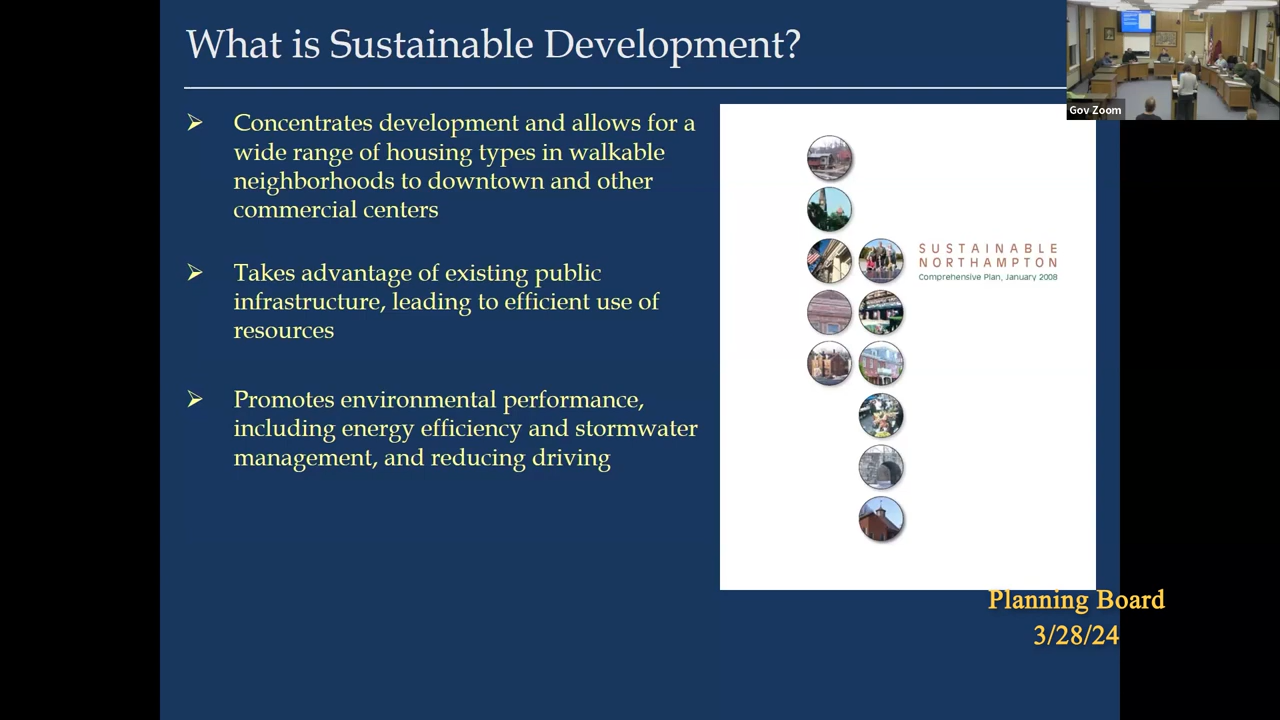 What is Sustainable Development?
Gov Zoom
Concentrates development and allows for a
wide range of housing types in walkable
neighborhoods to downtown and other
commercial centers
Takes advantage of existing public
infrastructure, leading to efficient use of
resources
Promotes environmental performance,
including energy efficiency and stormwater
management, and reducing driving
SUSTAINABLE
NORTHAMPTON
Comprehensive Plan, January 2008
Planning Board
3/28/24